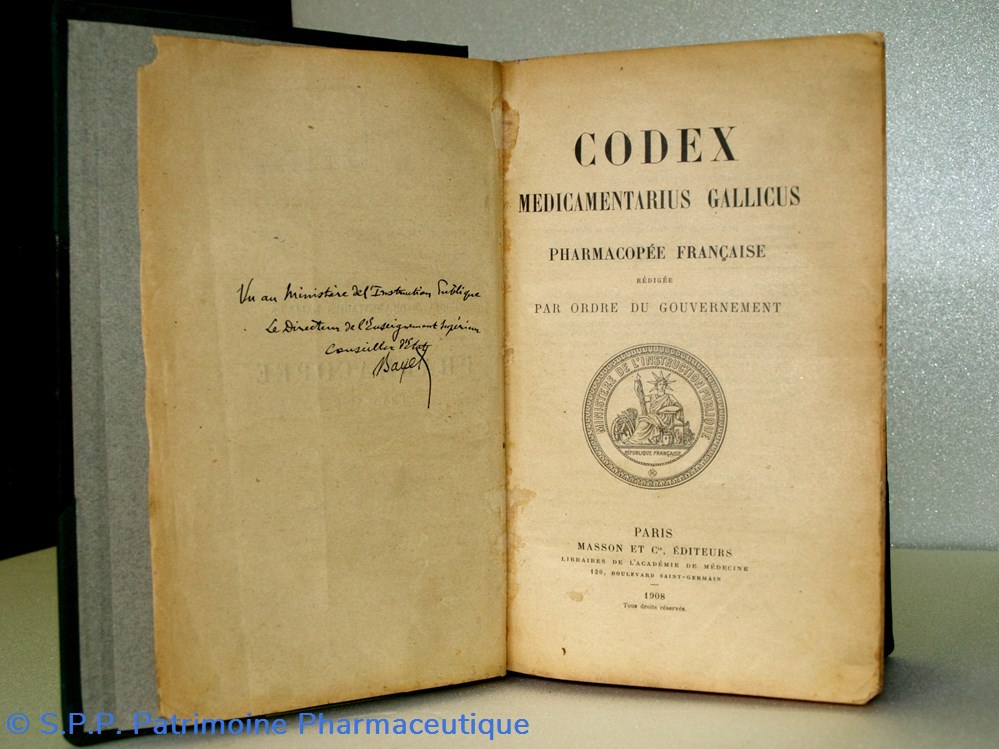 Vu au Ministère de l'Instruction Publique
Le Directeur de l'Enseignement Supérieur
Conseiller d'Etat
Bayet
CODEX
MEDICAMENTARIUS GALLICUS
PHARMACOPÉE FRANÇAISE
RÉDIGÉE
PAR ORDRE DU GOUVERNEMENT
MINISTÈRE DE L'INSTRUCTION PUBLIQUE
RÉPUBLIQUE FRANÇAISE
PARIS
MASSON ET Cie, ÉDITEURS
LIBRAIRES DE L'ACADÉMIE DE MÉDECINE
120, BOULEVARD SAINT-GERMAIN
1908
Tous droits réservés.
© S.P.P. Patrimoine Pharmaceutique